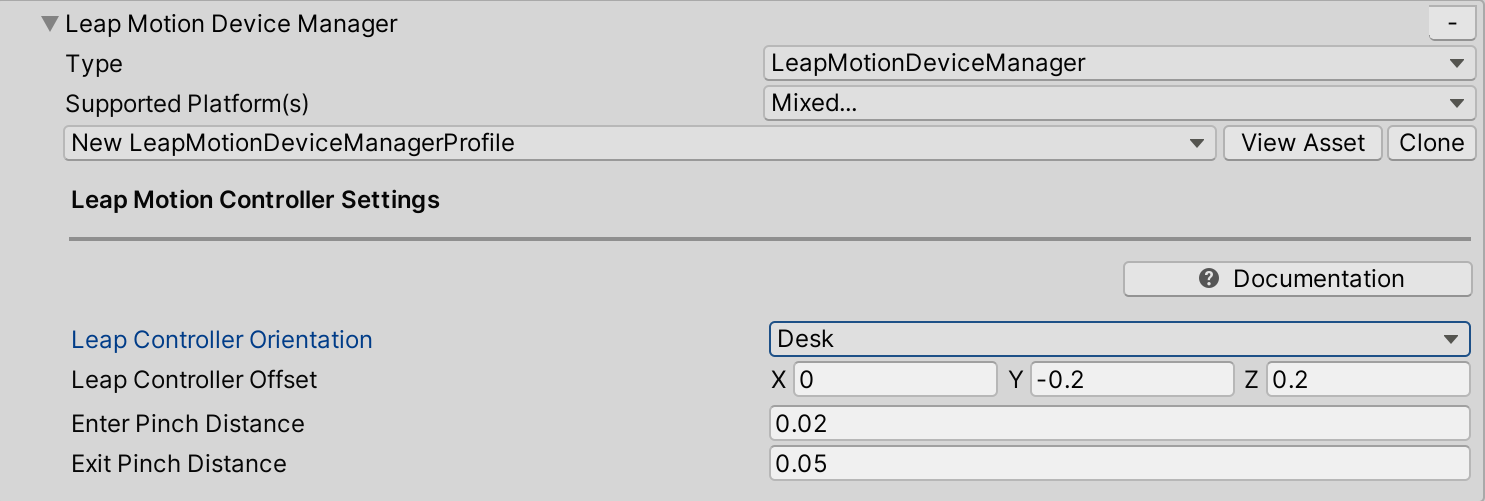 Leap Motion Device Manager -
Type LeapMotionDeviceManager
Supported Platform(s) Mixed...
New LeapMotionDeviceManagerProfile View Asset Clone
Leap Motion Controller Settings
? Documentation
Leap Controller Orientation Desk
Leap Controller Offset X 0 Y -0.2 Z 0.2
Enter Pinch Distance 0.02
Exit Pinch Distance 0.05